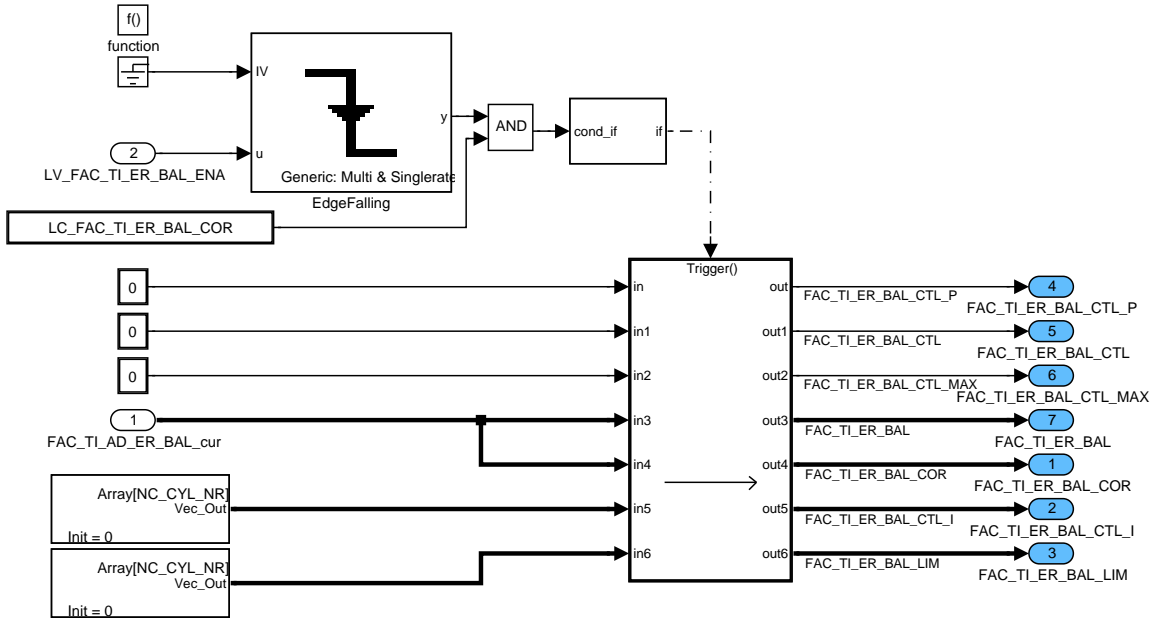 f()
function
IV
u
y
Generic: Multi & Singlerate
EdgeFalling
2
LV_FAC_TI_ER_BAL_ENA
LC_FAC_TI_ER_BAL_COR
AND
cond_if
if
Trigger()
0
in
out
FAC_TI_ER_BAL_CTL_P
4
FAC_TI_ER_BAL_CTL_P
0
in1
out1
FAC_TI_ER_BAL_CTL
5
FAC_TI_ER_BAL_CTL
0
in2
out2
FAC_TI_ER_BAL_CTL_MAX
6
FAC_TI_ER_BAL_CTL_MAX
1
FAC_TI_AD_ER_BAL_cur
in3
out3
FAC_TI_ER_BAL
7
FAC_TI_ER_BAL
in4
out4
FAC_TI_ER_BAL_COR
1
FAC_TI_ER_BAL_COR
Array[NC_CYL_NR]
Vec_Out
Init = 0
in5
out5
FAC_TI_ER_BAL_CTL_I
2
FAC_TI_ER_BAL_CTL_I
Array[NC_CYL_NR]
Vec_Out
Init = 0
in6
out6
FAC_TI_ER_BAL_LIM
3
FAC_TI_ER_BAL_LIM